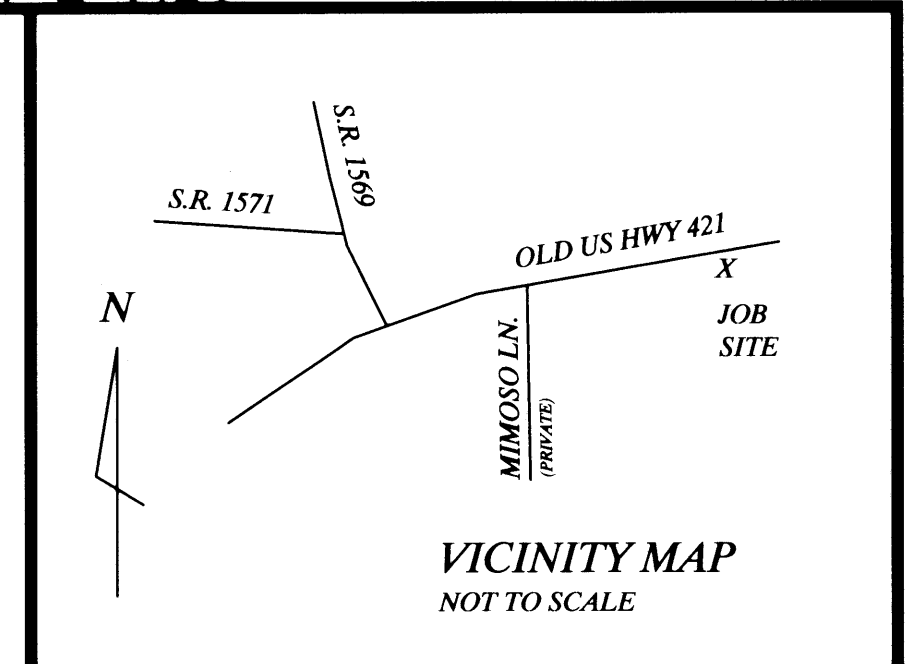 S.R. 1569
S.R. 1571
OLD US HWY 421
X
N
JOB
SITE
MIMOSO LN.
(PRIVATE)
VICINITY MAP
NOT TO SCALE